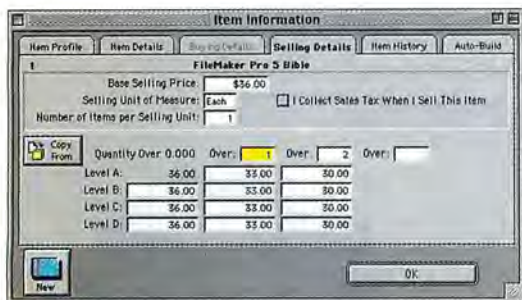 Item Information
Item Profile Item Details Buying Details Selling Details Item History Auto-Build
1 FileMaker Pro 5 Bible
Base Selling Price: $36.00
Selling Unit of Measure: Each I Collect Sales Tax When I Sell This Item
Number of Items per Selling Unit: 1
Copy From Quantity Over 0.000 Over: 1 Over: 2 Over:
Level A: 36.00 33.00 30.00
Level B: 36.00 33.00 30.00
Level C: 36.00 33.00 30.00
Level D: 36.00 33.00 30.00
New OK